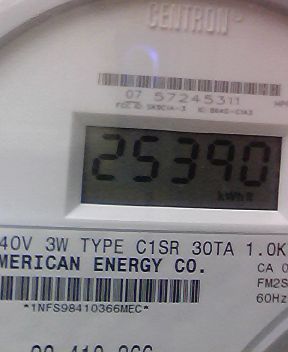 CENTRON
07 57245311
25390
kWh
40V 3W TYPE C1SR 30TA 1.0K
CA 0
MERICAN ENERGY CO.
FM2S
60Hz
*1NFS98410366MEC*